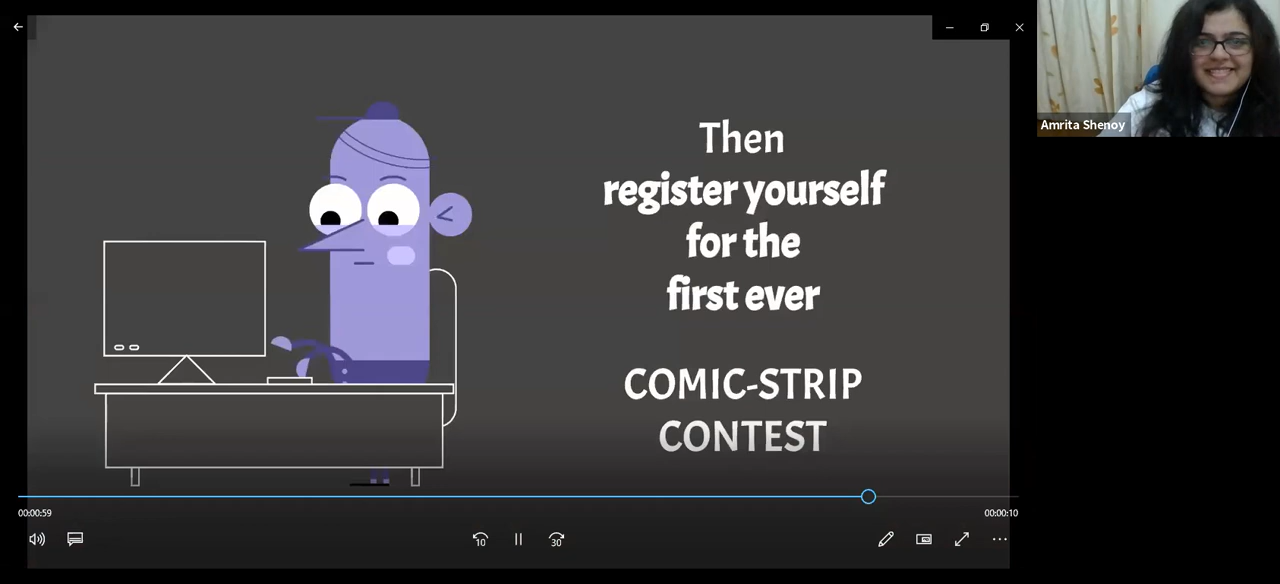 Then
register yourself
for the
first ever
COMIC-STRIP
CONTEST
Amrita Shenoy
00:00:59
00:00:10
10
30